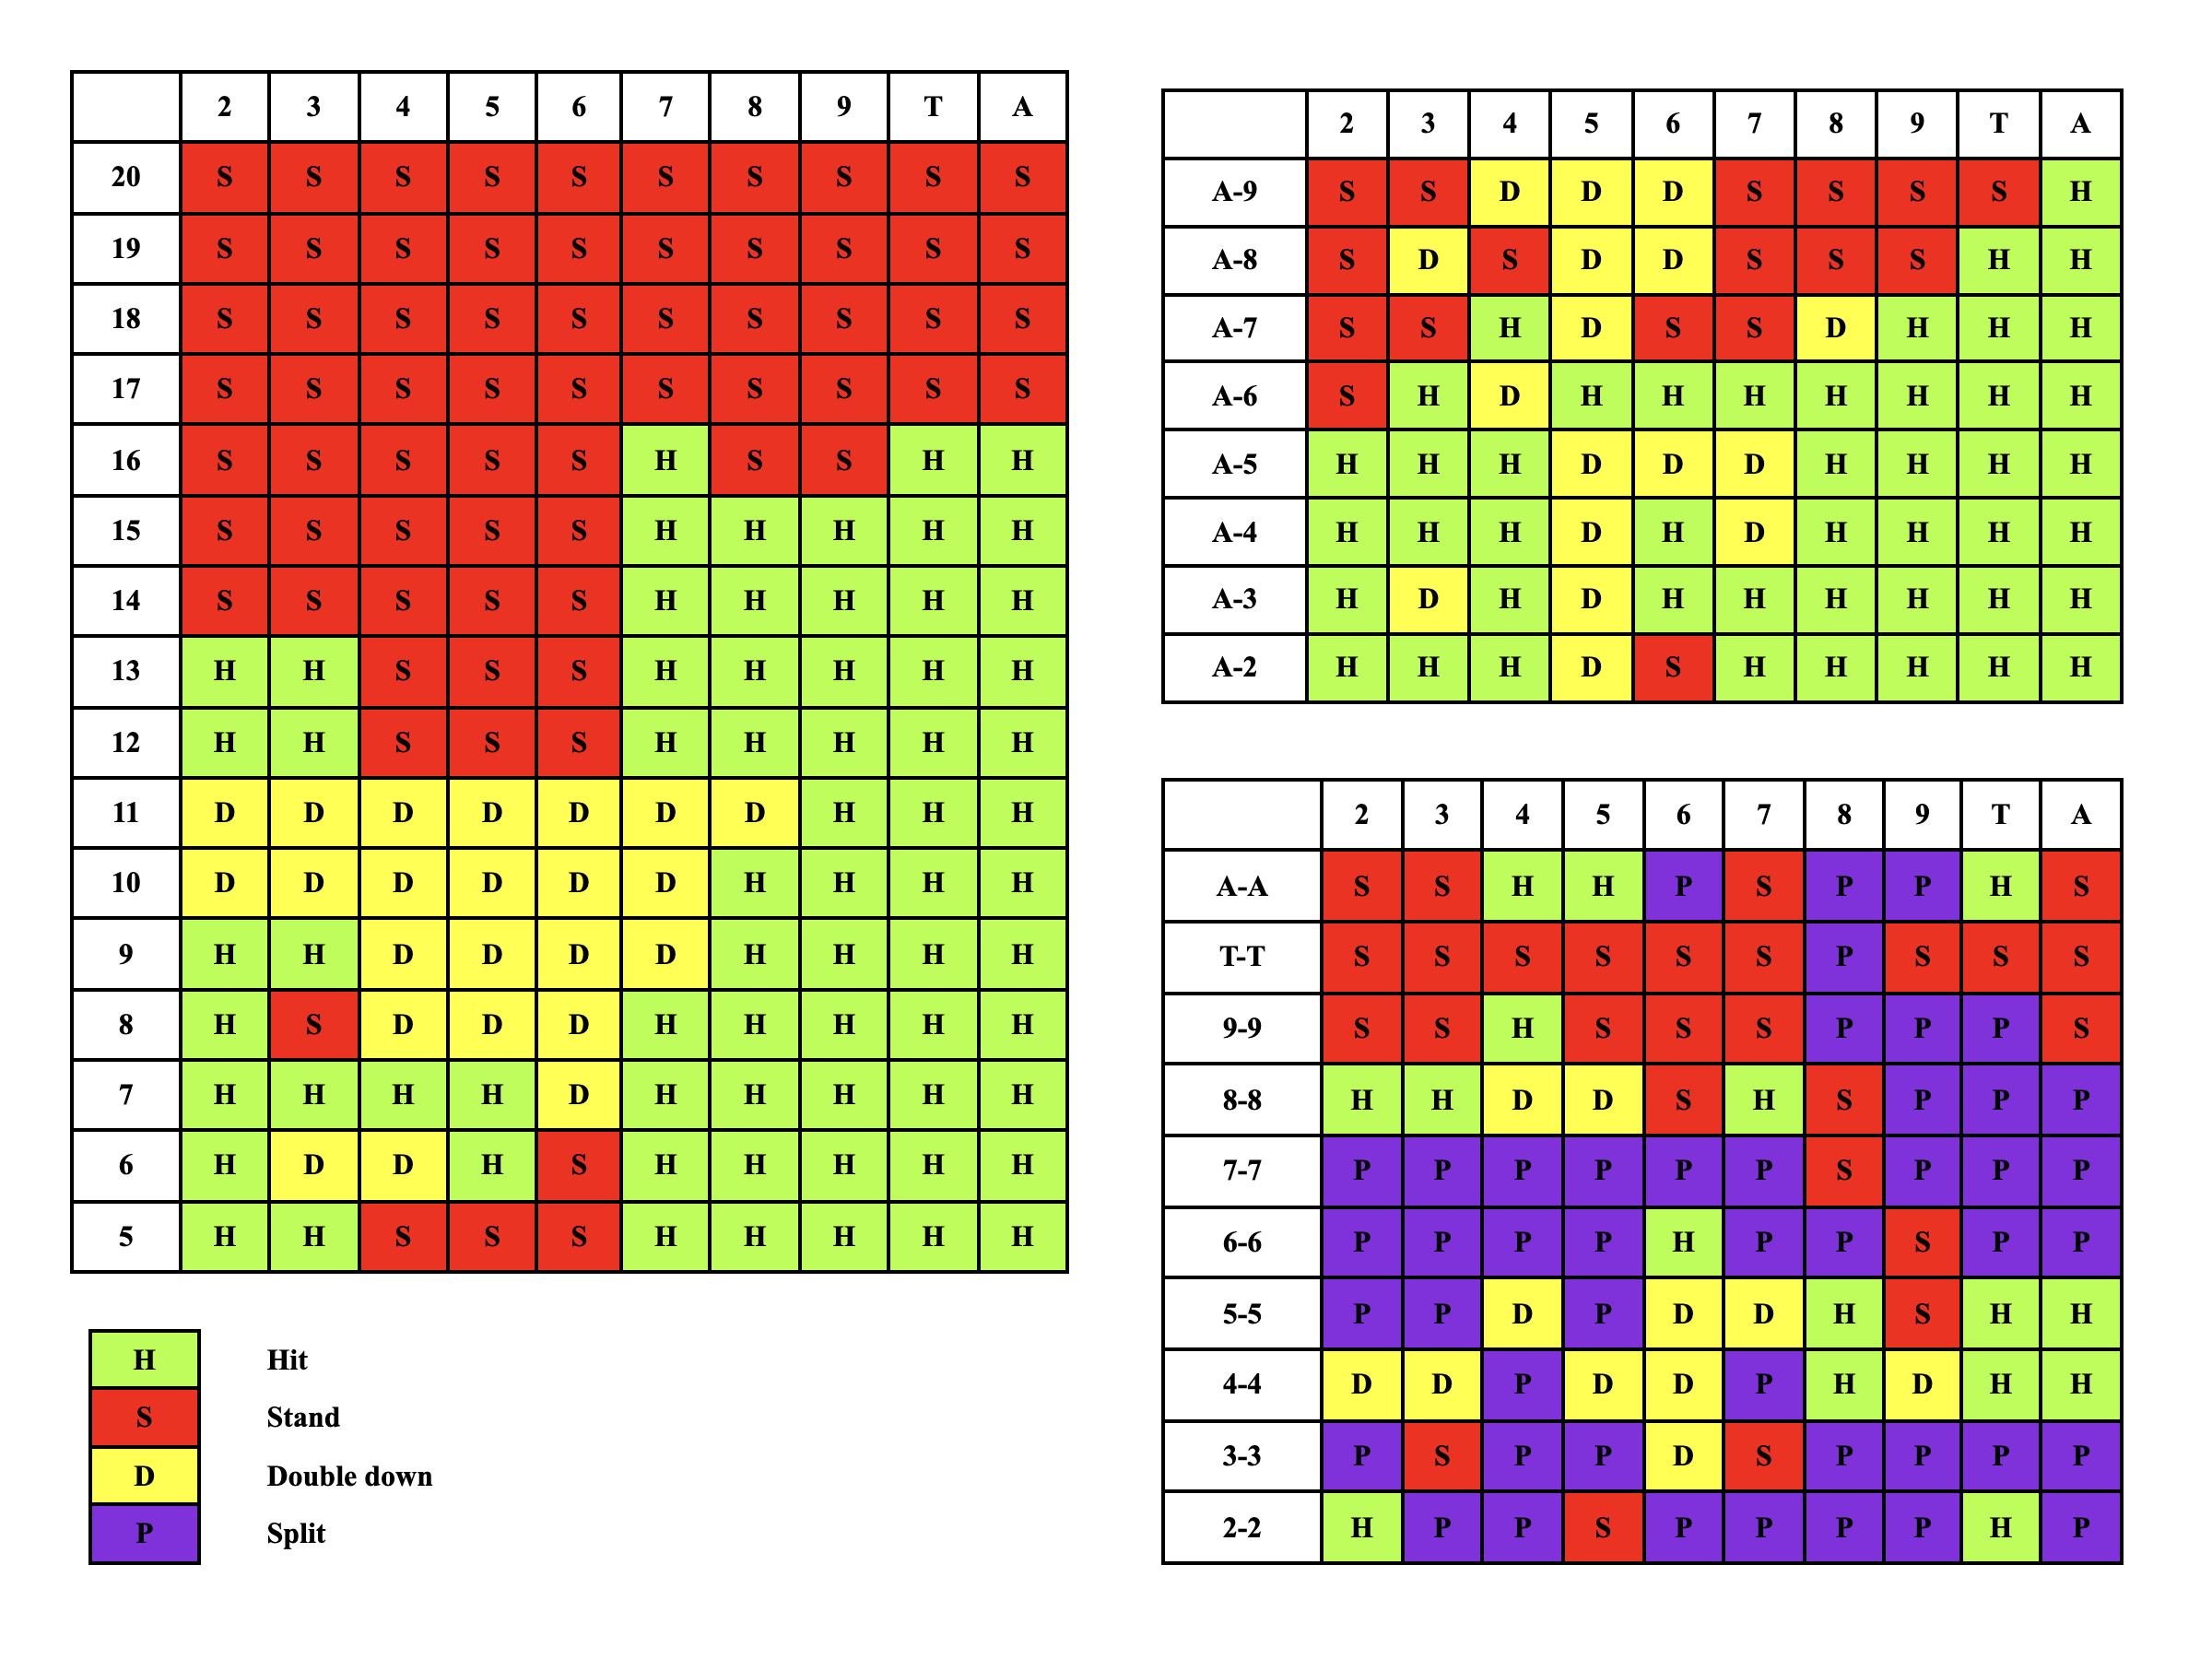 2 3 4 5 6 7 8 9 T A
20 S S S S S S S S S S
19 S S S S S S S S S S
18 S S S S S S S S S S
17 S S S S S S S S S S
16 S S S S S H S S H H
15 S S S S S H H H H H
14 S S S S S H H H H H
13 H H S S S H H H H H
12 H H S S S H H H H H
11 D D D D D D D H H H
10 D D D D D D H H H H
9 H H D D D D H H H H
8 H S D D D H H H H H
7 H H H H D H H H H H
6 H D D H S H H H H H
5 H H S S S H H H H H
H Hit
S Stand
D Double down
P Split
2 3 4 5 6 7 8 9 T A
A-9 S S D D D S S S S H
A-8 S D S D D S S S H H
A-7 S S H D S S D H H H
A-6 S H D H H H H H H H
A-5 H H H D D D H H H H
A-4 H H H D H D H H H H
A-3 H D H D H H H H H H
A-2 H H H D S H H H H H
2 3 4 5 6 7 8 9 T A
A-A S S H H P S P P H S
T-T S S S S S S P S S S
9-9 S S H S S S P P P S
8-8 H H D D S H S P P P
7-7 P P P P P P S P P P
6-6 P P P P H P P S P P
5-5 P P D P D D H S H H
4-4 D D P D D P H D H H
3-3 P S P P D S P P P P
2-2 H P P S P P P P H P